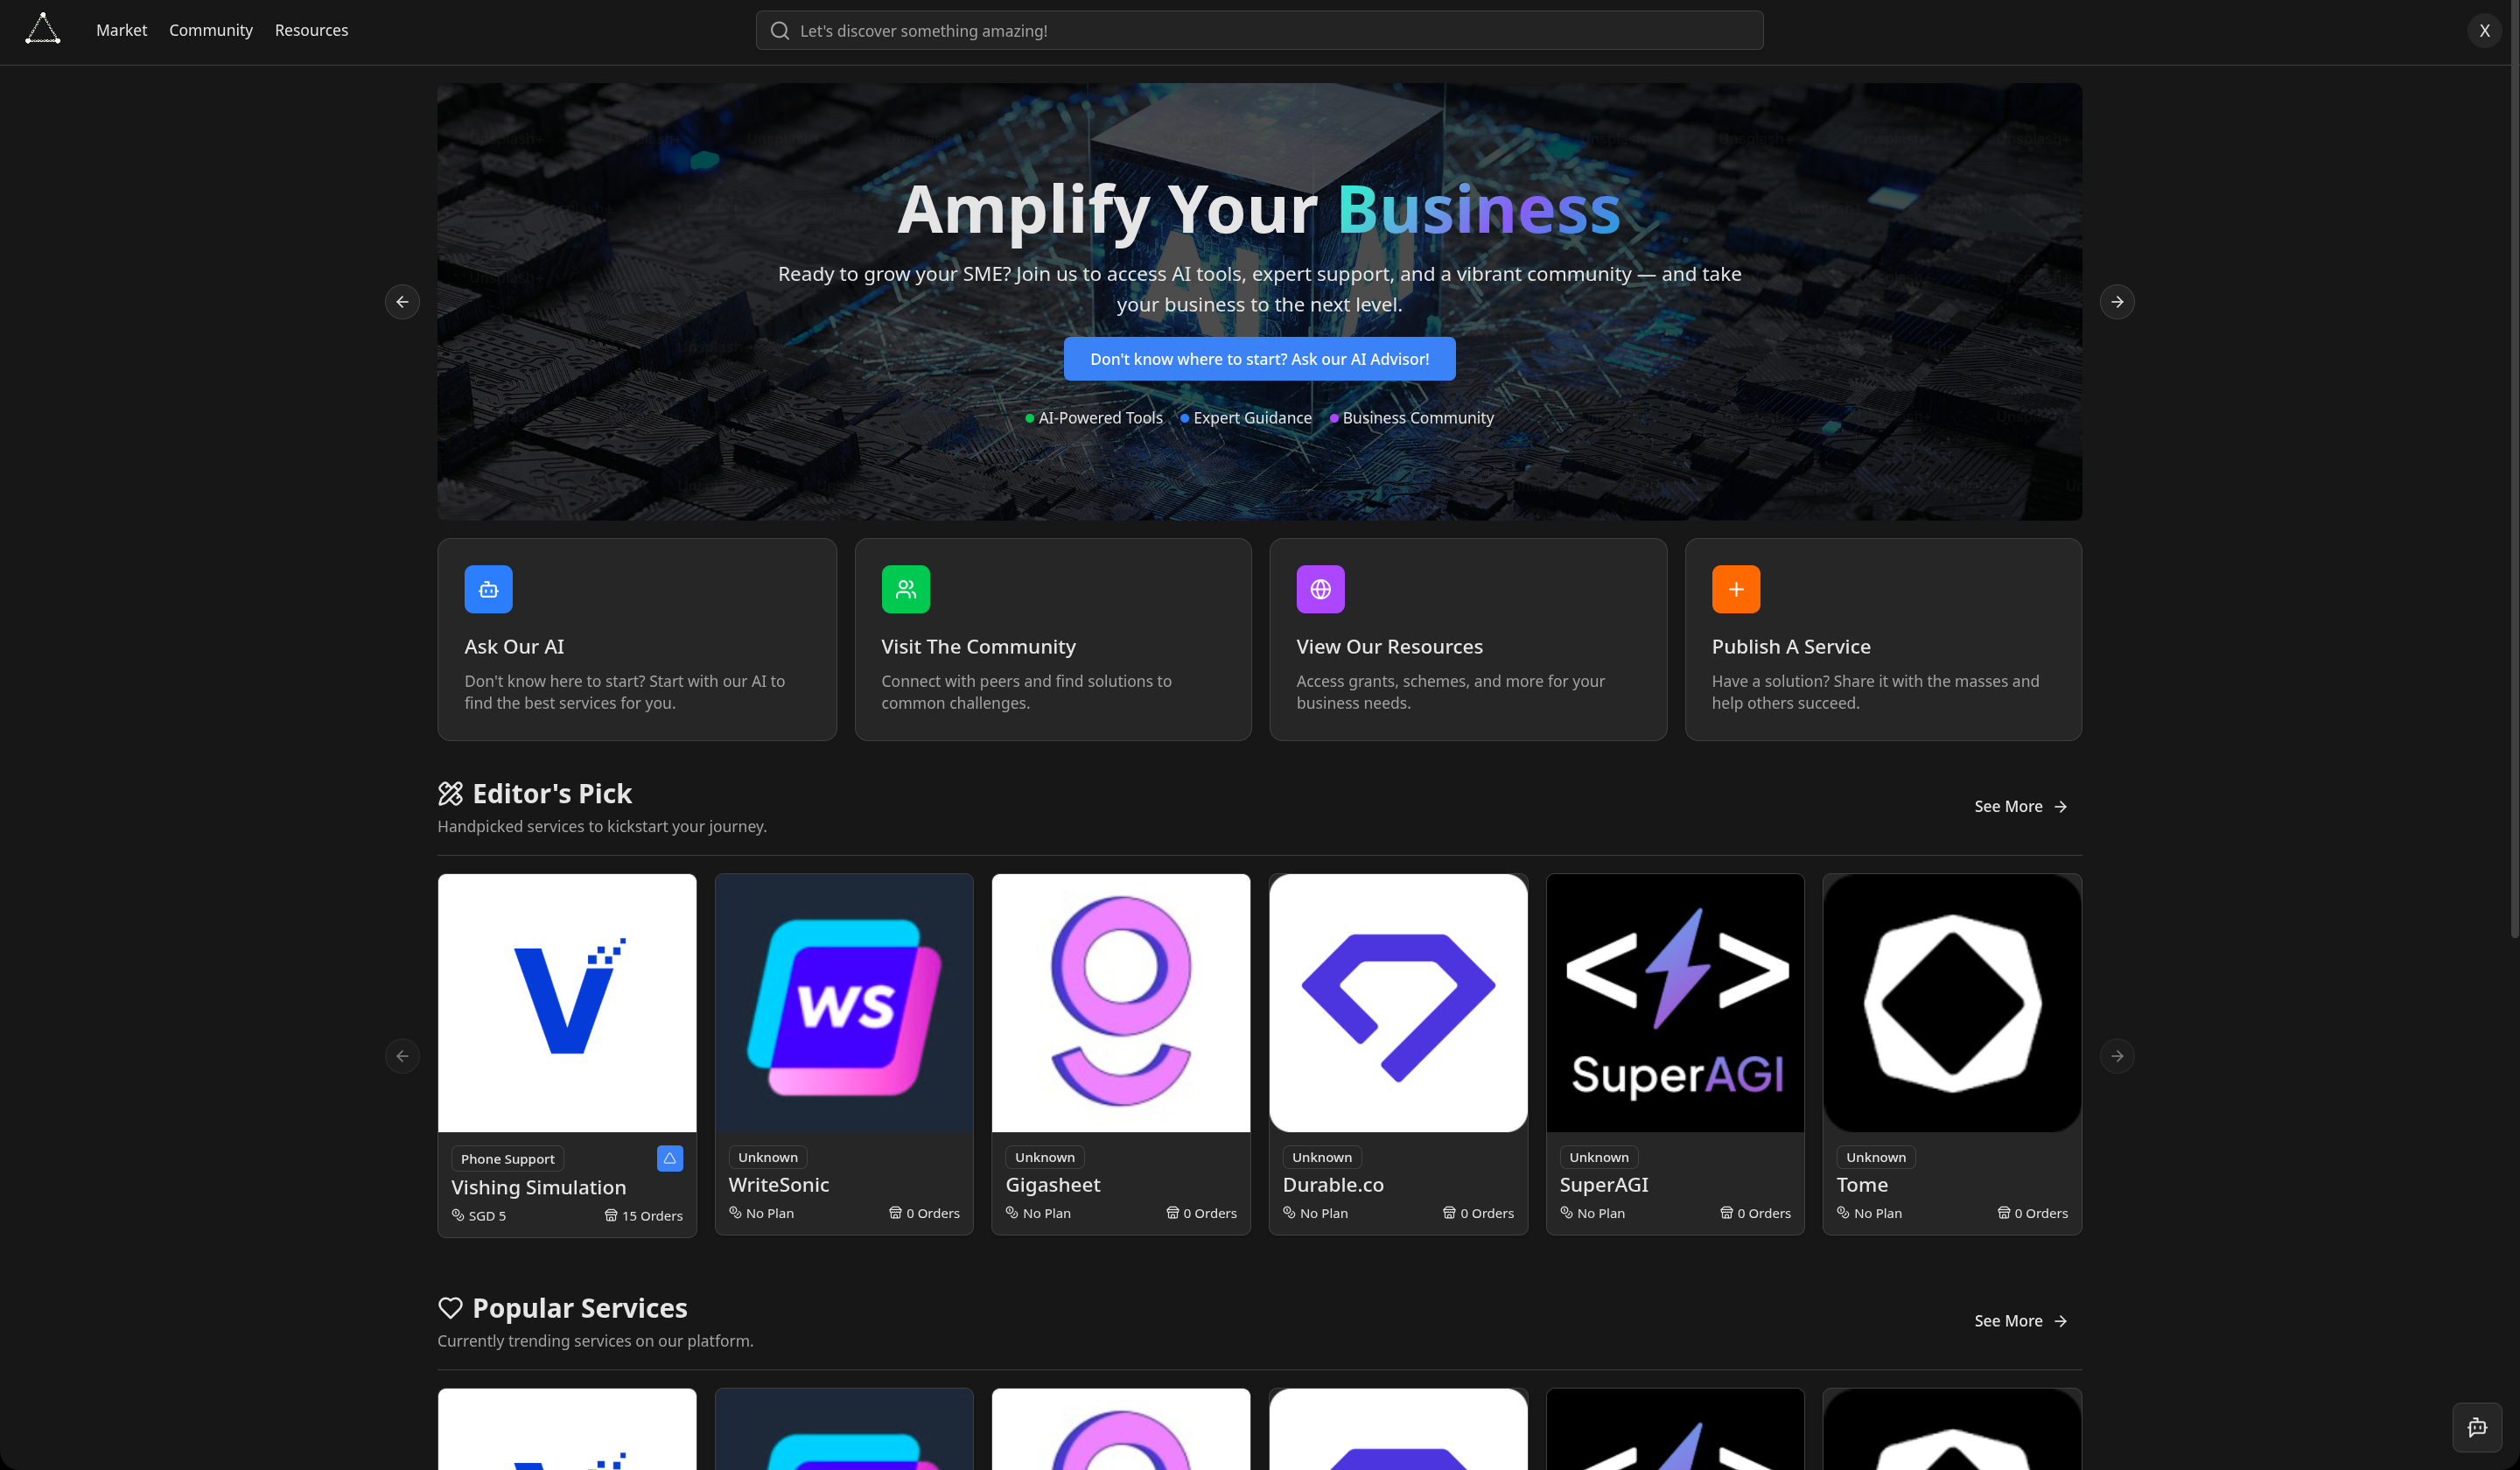 Market Community Resources
Let's discover something amazing!
X
Amplify Your Business
Ready to grow your SME? Join us to access AI tools, expert support, and a vibrant community — and take
your business to the next level.
Don't know where to start? Ask our AI Advisor!
AI-Powered Tools Expert Guidance Business Community
Ask Our AI
Don't know here to start? Start with our AI to
find the best services for you.
Visit The Community
Connect with peers and find solutions to
common challenges.
View Our Resources
Access grants, schemes, and more for your
business needs.
Publish A Service
Have a solution? Share it with the masses and
help others succeed.
Editor's Pick
Handpicked services to kickstart your journey.
See More
WS
SuperAGI
Phone Support
Vishing Simulation
SGD 5
15 Orders
Unknown
WriteSonic
No Plan
0 Orders
Unknown
Gigasheet
No Plan
0 Orders
Unknown
Durable.co
No Plan
0 Orders
Unknown
SuperAGI
No Plan
0 Orders
Unknown
Tome
No Plan
0 Orders
Popular Services
Currently trending services on our platform.
See More